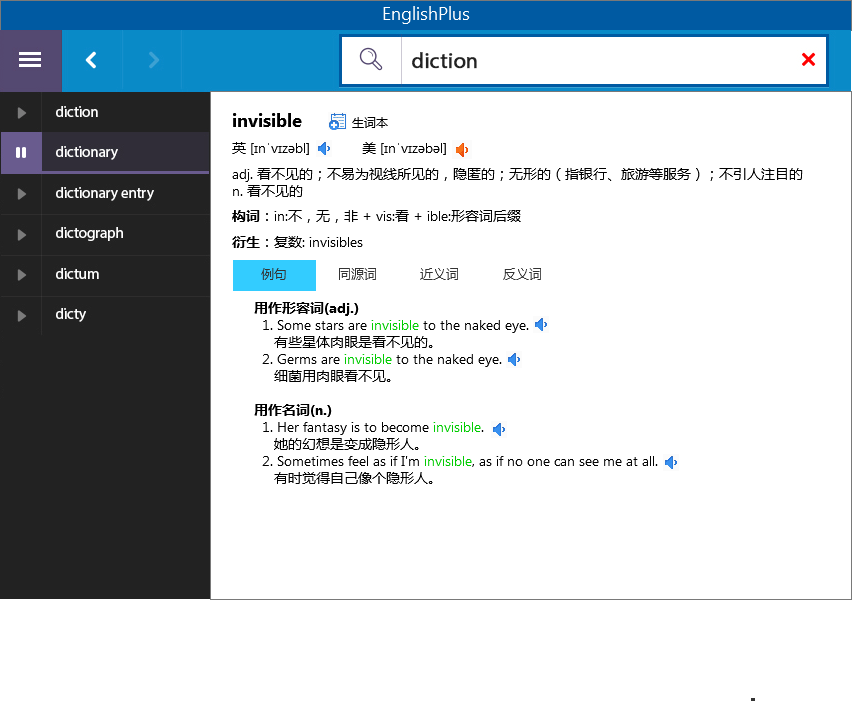 EnglishPlus
diction
diction
dictionary
dictionary entry
dictograph
dictum
dicty
invisible 生词本
英 [ɪnˈvɪzəbl] 美 [ɪnˈvɪzəbəl]
adj. 看不见的；不易为视线所见的，隐匿的；无形的（指银行、旅游等服务）；不引人注目的
n. 看不见的
构词：in:不，无，非 + vis:看 + ible:形容词后缀
衍生：复数: invisibles
例句 同源词 近义词 反义词
用作形容词(adj.)
1. Some stars are invisible to the naked eye.
有些星体肉眼是看不见的。
2. Germs are invisible to the naked eye.
细菌用肉眼看不见。
用作名词(n.)
1. Her fantasy is to become invisible.
她的幻想是变成隐形人。
2. Sometimes feel as if I'm invisible, as if no one can see me at all.
有时觉得自己像个隐形人。